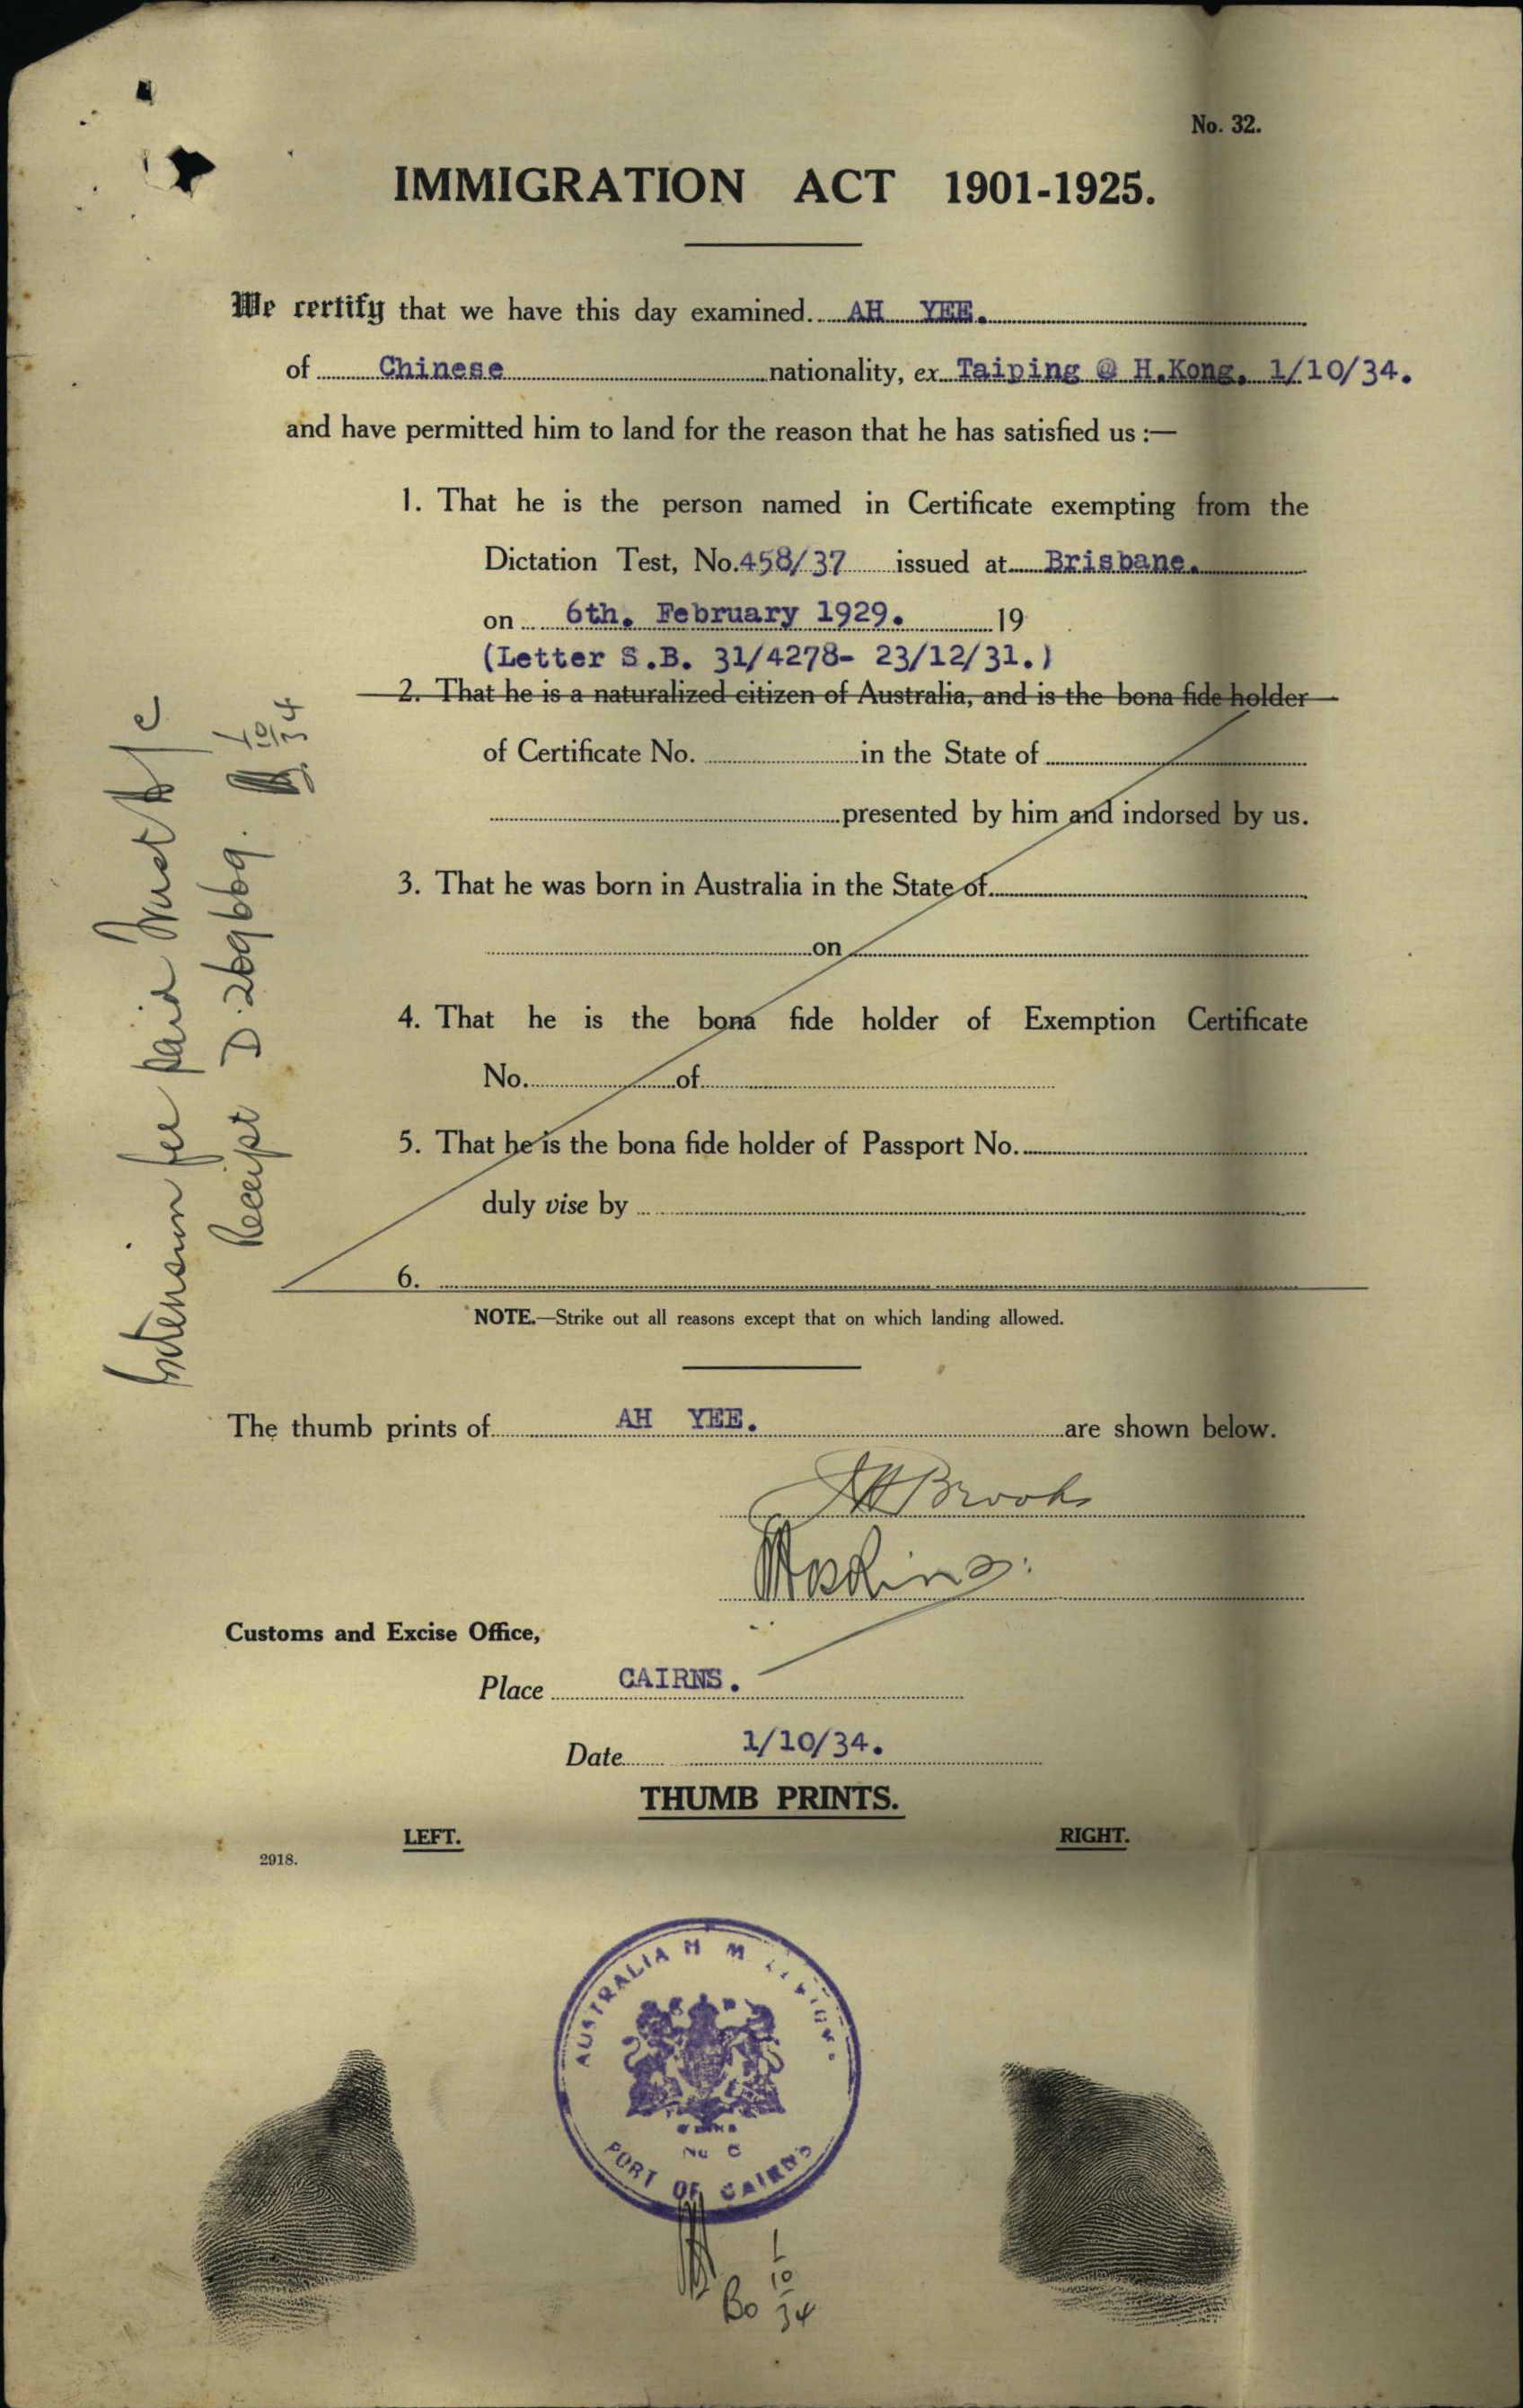 No. 32.
IMMIGRATION ACT 1901-1925.
We certify that we have this day examined AH YEE.
of Chinese nationality, ex Taiping @ H.Kong. 1/10/34.
and have permitted him to land for the reason that he has satisfied us :—
1. That he is the person named in Certificate exempting from the
Dictation Test, No. 458/37 issued at Brisbane.
on 6th. February 1929. 19
(Letter S.B. 31/4278- 23/12/31.)
2. That he is a naturalized citizen of Australia, and is the bona fide holder
of Certificate No. in the State of
presented by him and indorsed by us.
3. That he was born in Australia in the State of
on
4. That he is the bona fide holder of Exemption Certificate
No. of
5. That he is the bona fide holder of Passport No.
duly vise by
6.
NOTE.—Strike out all reasons except that on which landing allowed.
Extension fee paid Trust A/c
Receipt D.269669.
The thumb prints of AH YEE. are shown below.
Brooks
Customs and Excise Office,
Place CAIRNS.
Date 1/10/34.
THUMB PRINTS.
LEFT.
RIGHT.
2918.
AUSTRALIA H M
No 6
PORT OF CAIRNS
1
10
34